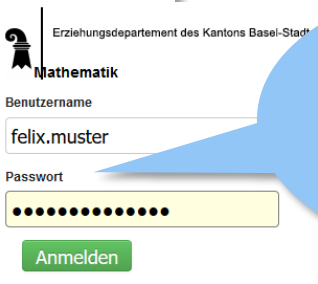 Erziehungsdepartement des Kantons Basel-Stadt
Mathematik
Benutzername
felix.muster
Passwort
●●●●●●●●●●●●●●
Anmelden